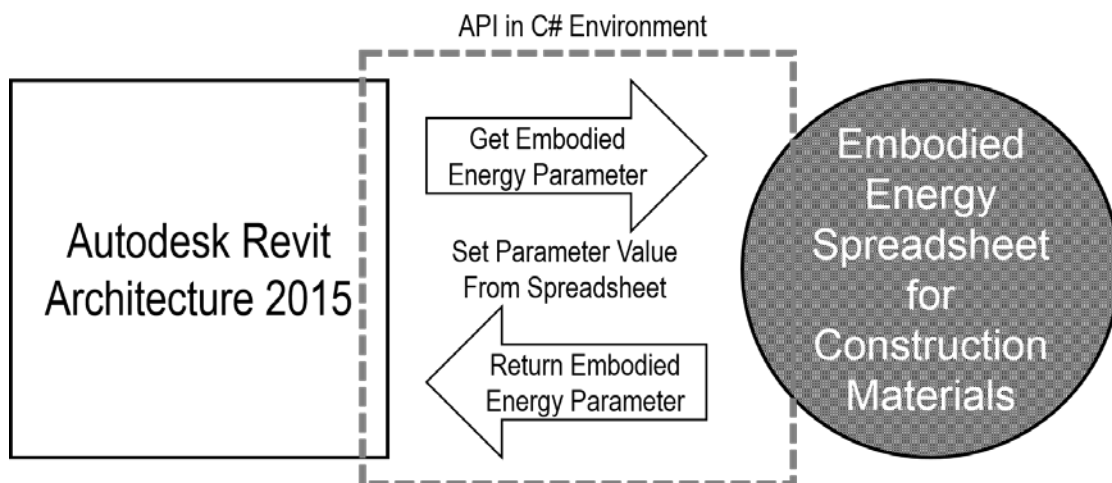 API in C# Environment
Autodesk Revit
Architecture 2015
Get Embodied
Energy Parameter
Set Parameter Value
From Spreadsheet
Return Embodied
Energy Parameter
Embodied
Energy
Spreadsheet
for
Construction
Materials